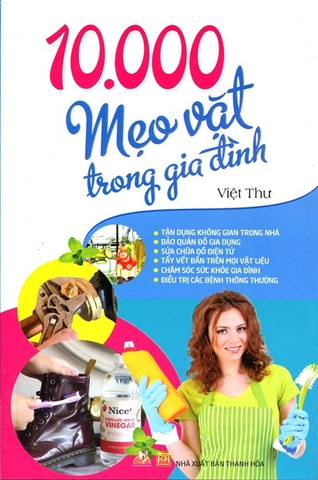 10.000
Mẹo vặt
trong gia đình
Việt Thư
• TẬN DỤNG KHÔNG GIAN TRONG NHÀ
• BẢO QUẢN ĐỒ GIA DỤNG
• SỬA CHỮA ĐỒ ĐIỆN TỬ
• TẨY VẾT BẨN TRÊN MỌI VẬT LIỆU
• CHĂM SÓC SỨC KHỎE GIA ĐÌNH
• ĐIỀU TRỊ CÁC BỆNH THÔNG THƯỜNG
Nice!
VINEGAR
NHÀ XUẤT BẢN THANH HÓA